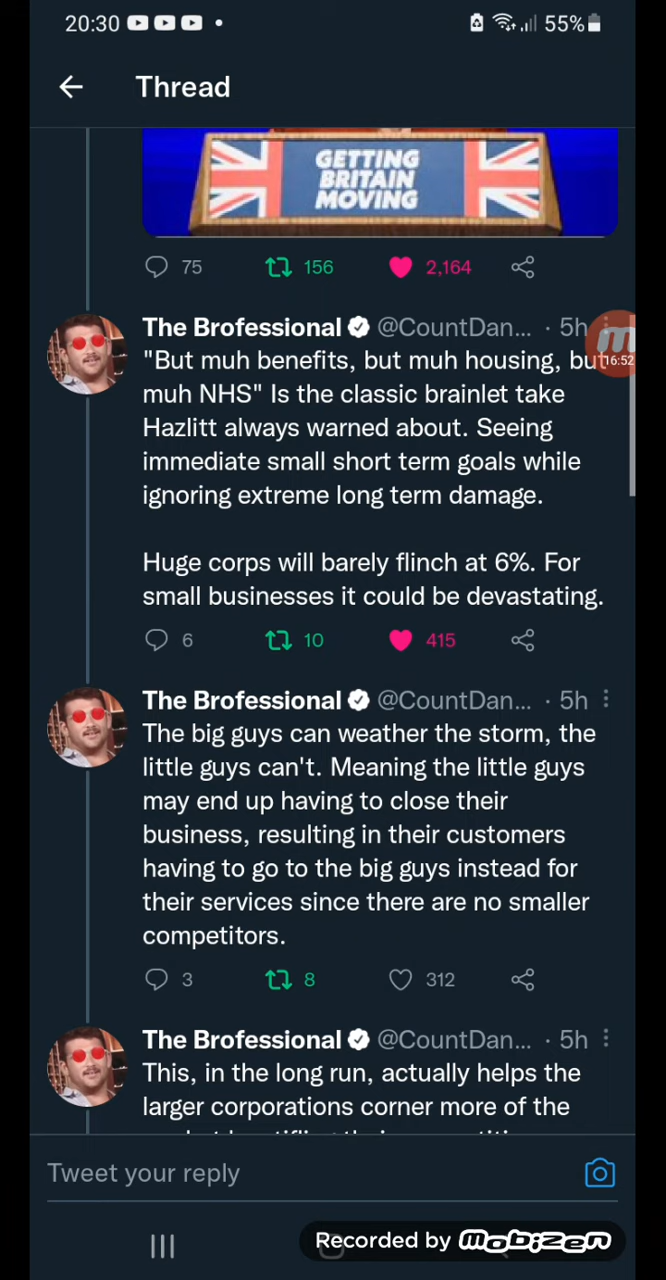 20:30 55%
Thread
GETTING
BRITAIN
MOVING
75 156 2,164
The Brofessional @CountDan... · 5h
16:52
"But muh benefits, but muh housing, but
muh NHS" Is the classic brainlet take
Hazlitt always warned about. Seeing
immediate small short term goals while
ignoring extreme long term damage.
Huge corps will barely flinch at 6%. For
small businesses it could be devastating.
6 10 415
The Brofessional @CountDan... · 5h
The big guys can weather the storm, the
little guys can't. Meaning the little guys
may end up having to close their
business, resulting in their customers
having to go to the big guys instead for
their services since there are no smaller
competitors.
3 8 312
The Brofessional @CountDan... · 5h
This, in the long run, actually helps the
larger corporations corner more of the
Tweet your reply
Recorded by mobizen